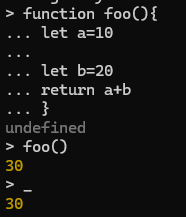 > function foo(){
... let a=10
...
... let b=20
... return a+b
... }
undefined
> foo()
30
> _
30